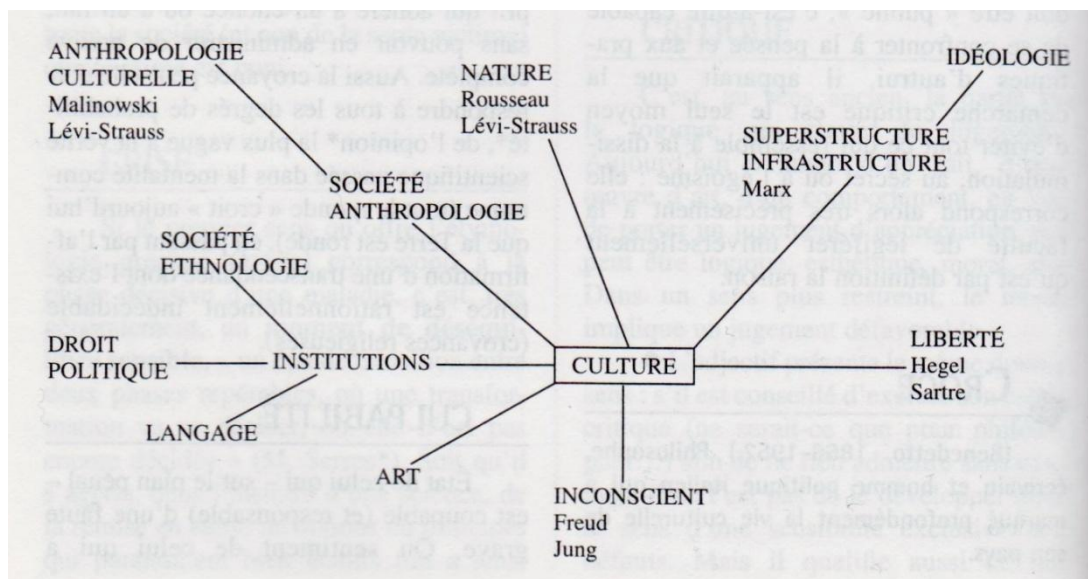 ANTHROPOLOGIE
CULTURELLE
Malinowski
Lévi-Strauss
NATURE
Rousseau
Lévi-Strauss
IDÉOLOGIE
SUPERSTRUCTURE
INFRASTRUCTURE
Marx
SOCIÉTÉ
ANTHROPOLOGIE
SOCIÉTÉ
ETHNOLOGIE
DROIT
POLITIQUE
INSTITUTIONS
CULTURE
LIBERTÉ
Hegel
Sartre
LANGAGE
ART
INCONSCIENT
Freud
Jung